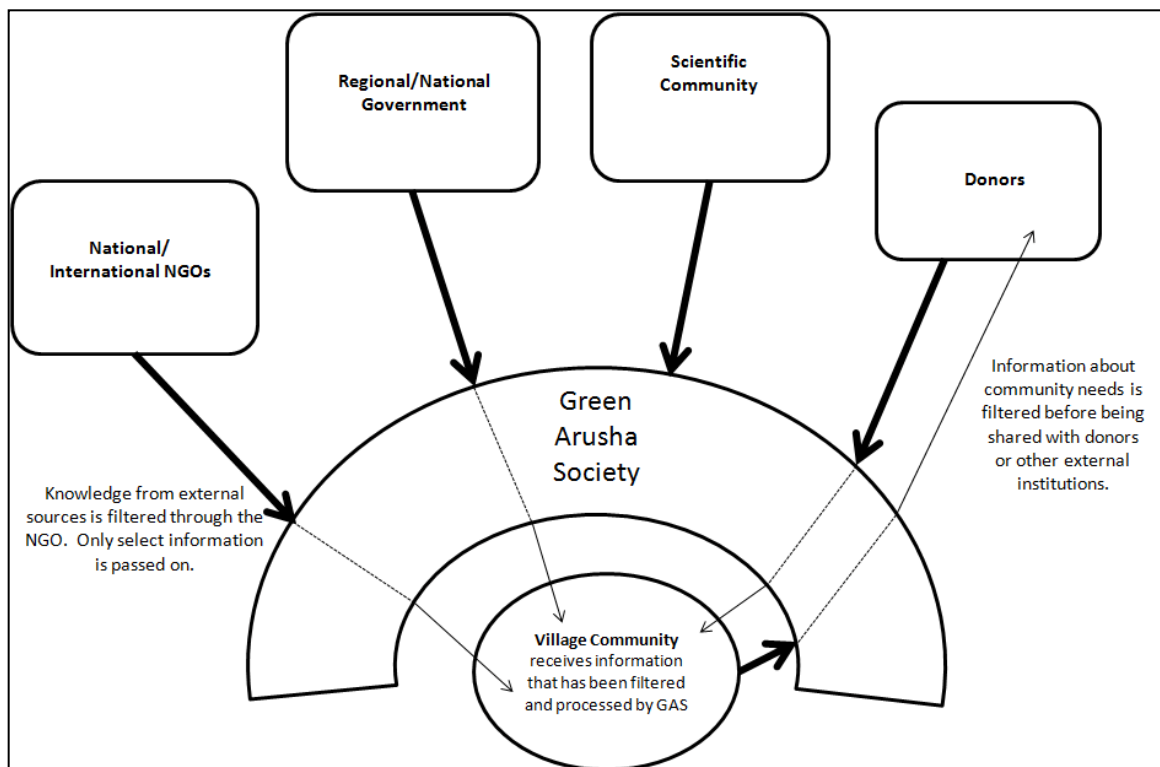 National/
International NGOs
Regional/National
Government
Scientific
Community
Donors
Green
Arusha
Society
Knowledge from external
sources is filtered through the
NGO.  Only select information
is passed on.
Information about
community needs is
filtered before being
shared with donors
or other external
institutions.
Village Community
receives information
that has been filtered
and processed by GAS